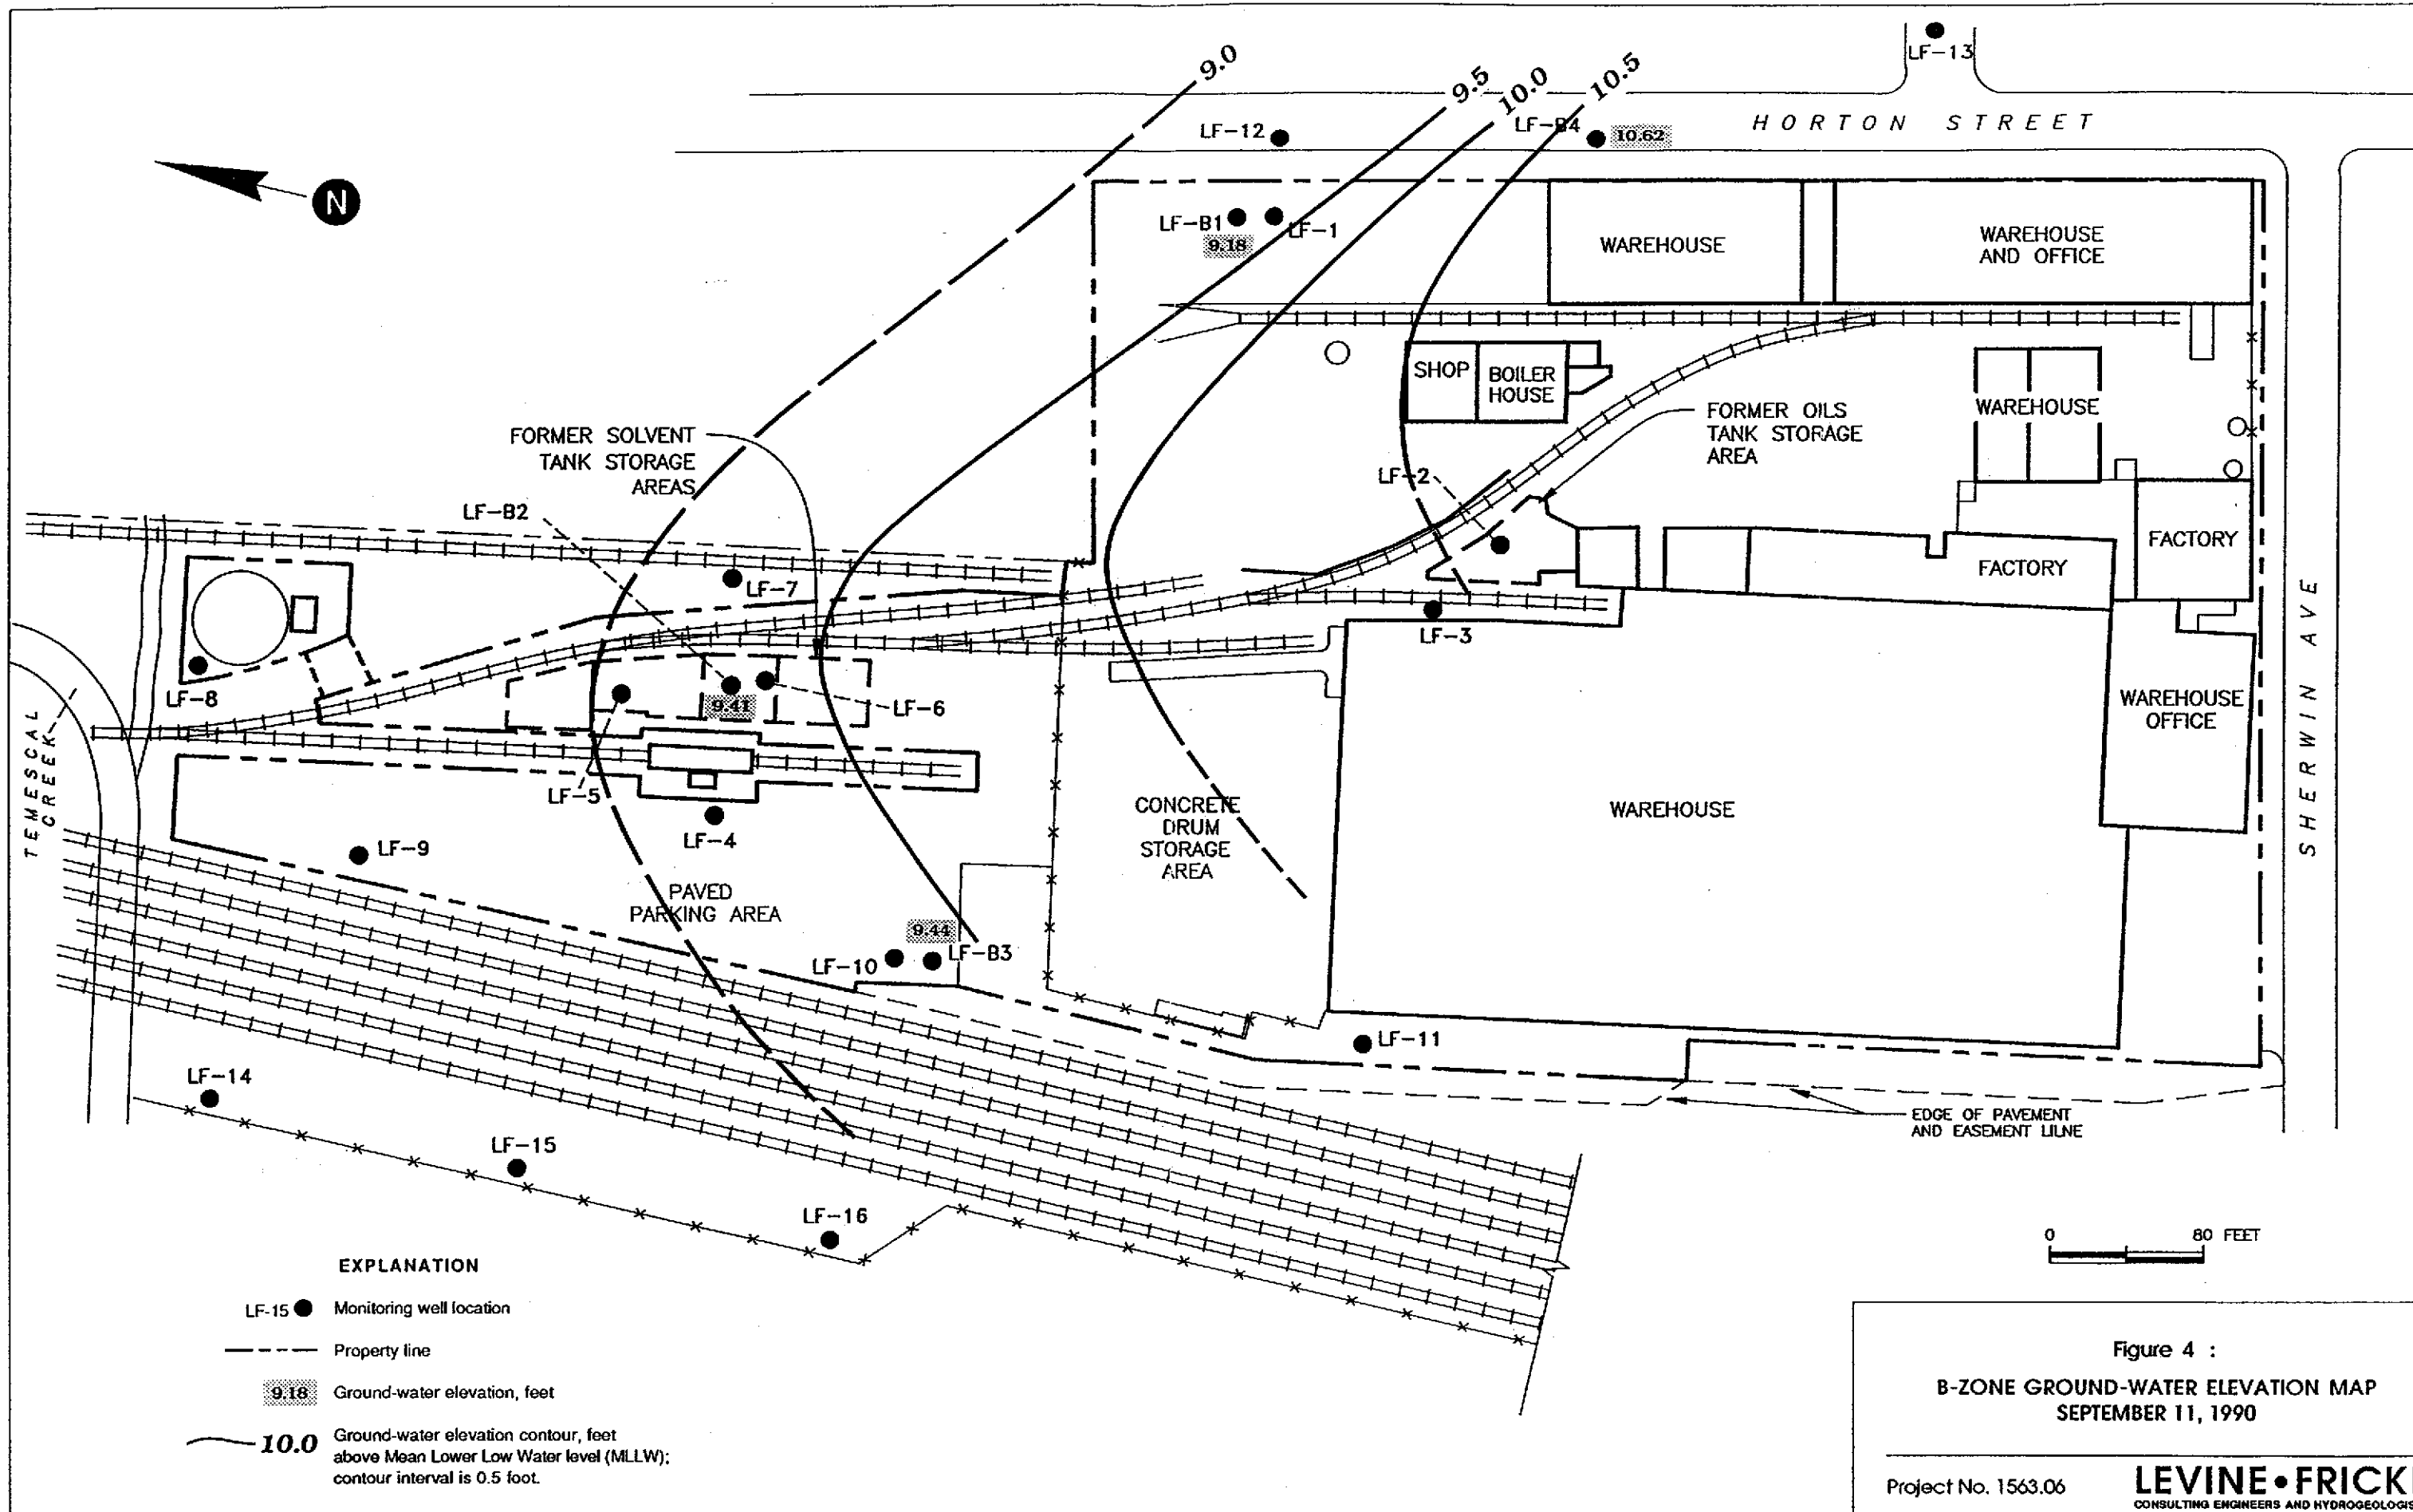 9.0
9.5
10.0
10.5
LF-13
LF-12
LF-B4
10.62
HORTON STREET
N
LF-B1
LF-1
9.18
WAREHOUSE
WAREHOUSE
AND OFFICE
SHOP
BOILER
HOUSE
WAREHOUSE
FORMER OILS
TANK STORAGE
AREA
FORMER SOLVENT
TANK STORAGE
AREAS
LF-2
LF-B2
FACTORY
FACTORY
LF-7
LF-3
SHERWIN AVE
LF-8
9.41
LF-6
WAREHOUSE
OFFICE
TEMESCAL
CREEK
LF-5
LF-4
CONCRETE
DRUM
STORAGE
AREA
WAREHOUSE
LF-9
PAVED
PARKING AREA
9.44
LF-B3
LF-10
LF-11
LF-14
EDGE OF PAVEMENT
AND EASEMENT LILNE
LF-15
LF-16
0 80 FEET
EXPLANATION
LF-15 Monitoring well location
Property line
9.18 Ground-water elevation, feet
10.0 Ground-water elevation contour, feet
above Mean Lower Low Water level (MLLW);
contour interval is 0.5 foot.
Figure 4 :
B-ZONE GROUND-WATER ELEVATION MAP
SEPTEMBER 11, 1990
Project No. 1563.06
LEVINE•FRICK
CONSULTING ENGINEERS AND HYDROGEOLOGIS